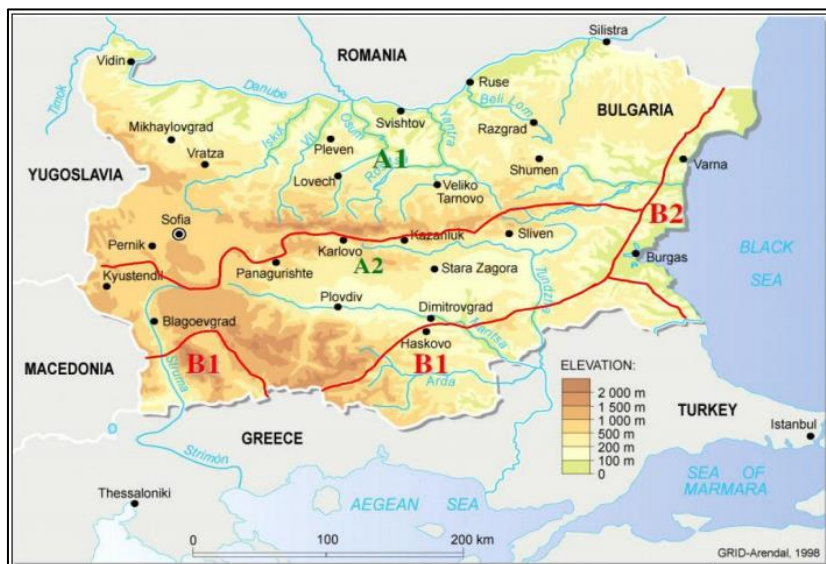 Silistra
ROMANIA
Vidin
Timok
Danube
Ruse
Beli Lom
BULGARIA
Svishtov
Mikhaylovgrad
Iskŭr
Vit
Osŭm
Yantra
Razgrad
Pleven
A1
Vratza
Shumen
Varna
YUGOSLAVIA
Lovech
Veliko
Tarnovo
B2
Sofia
Pernik
Karlovo
Kazanluk
Sliven
BLACK
SEA
Panagurishte
A2
Burgas
Kyustendil
Stara Zagora
Tundzha
Plovdiv
Dimitrovgrad
Blagoevgrad
Maritsa
Haskovo
MACEDONIA
B1
B1
Struma
Arda
ELEVATION:
2 000 m
1 500 m
1 000 m
500 m
200 m
100 m
0
TURKEY
Istanbul
GREECE
Strimón
SEA OF
MARMARA
Thessaloniki
AEGEAN SEA
0 100 200 km
GRID-Arendal, 1998